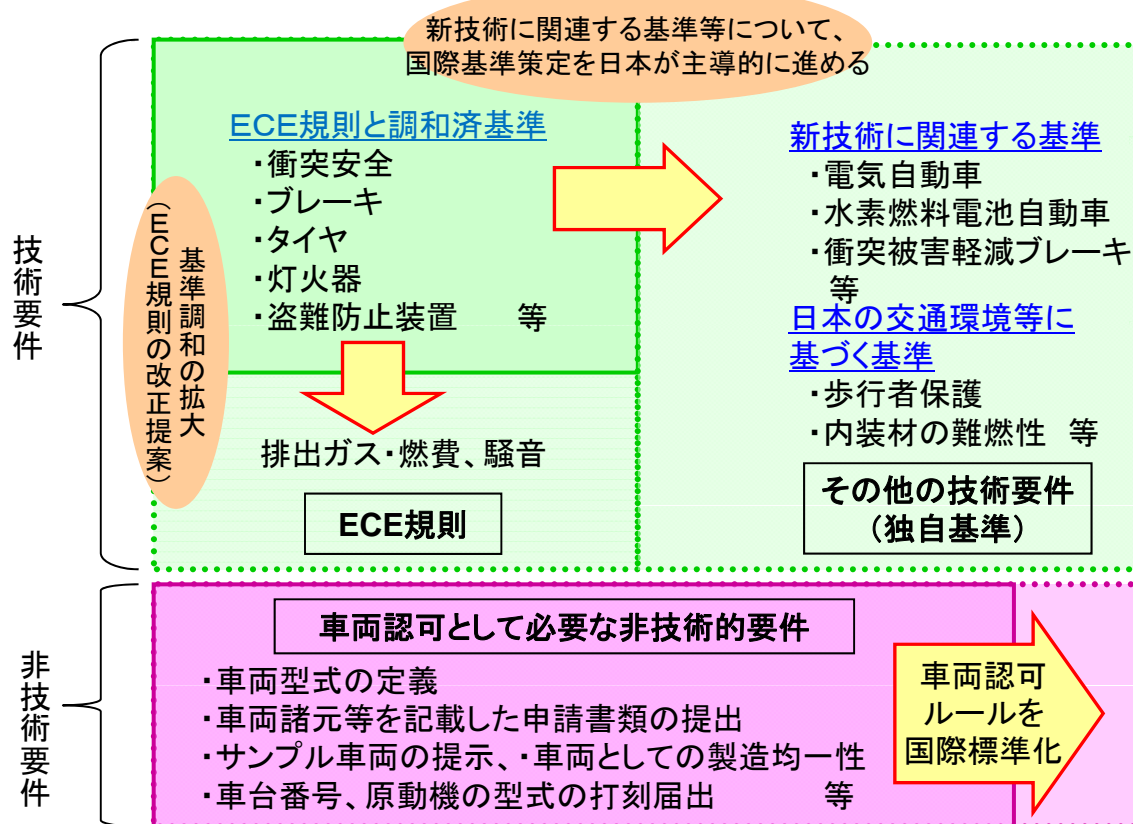 新技術に関連する基準等について、
国際基準策定を日本が主導的に進める
技術要件
基準調和の拡大
（ECE規則の改正提案）
ECE規則と調和済基準
・衝突安全
・ブレーキ
・タイヤ
・灯火器
・盗難防止装置　等
排出ガス・燃費、騒音
ECE規則
新技術に関連する基準
・電気自動車
・水素燃料電池自動車
・衝突被害軽減ブレーキ
等
日本の交通環境等に
基づく基準
・歩行者保護
・内装材の難燃性 等
その他の技術要件
（独自基準）
非技術要件
車両認可として必要な非技術的要件
・車両型式の定義
・車両諸元等を記載した申請書類の提出
・サンプル車両の提示、・車両としての製造均一性
・車台番号、原動機の型式の打刻届出　等
車両認可
ルールを
国際標準化